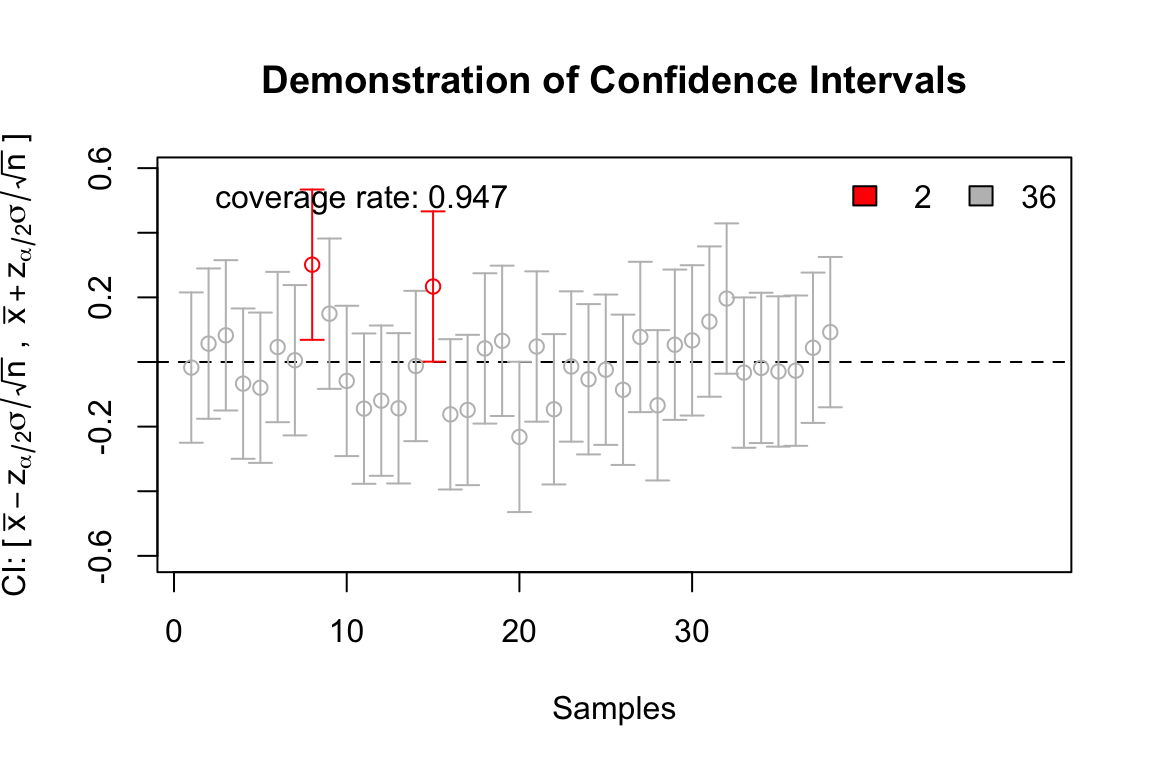 Demonstration of Confidence Intervals
CI: [ x̅ − zα/2σ/√n , x̅ + zα/2σ/√n ]
0.6
0.2
-0.2
-0.6
coverage rate: 0.947
2 36
0 10 20 30
Samples